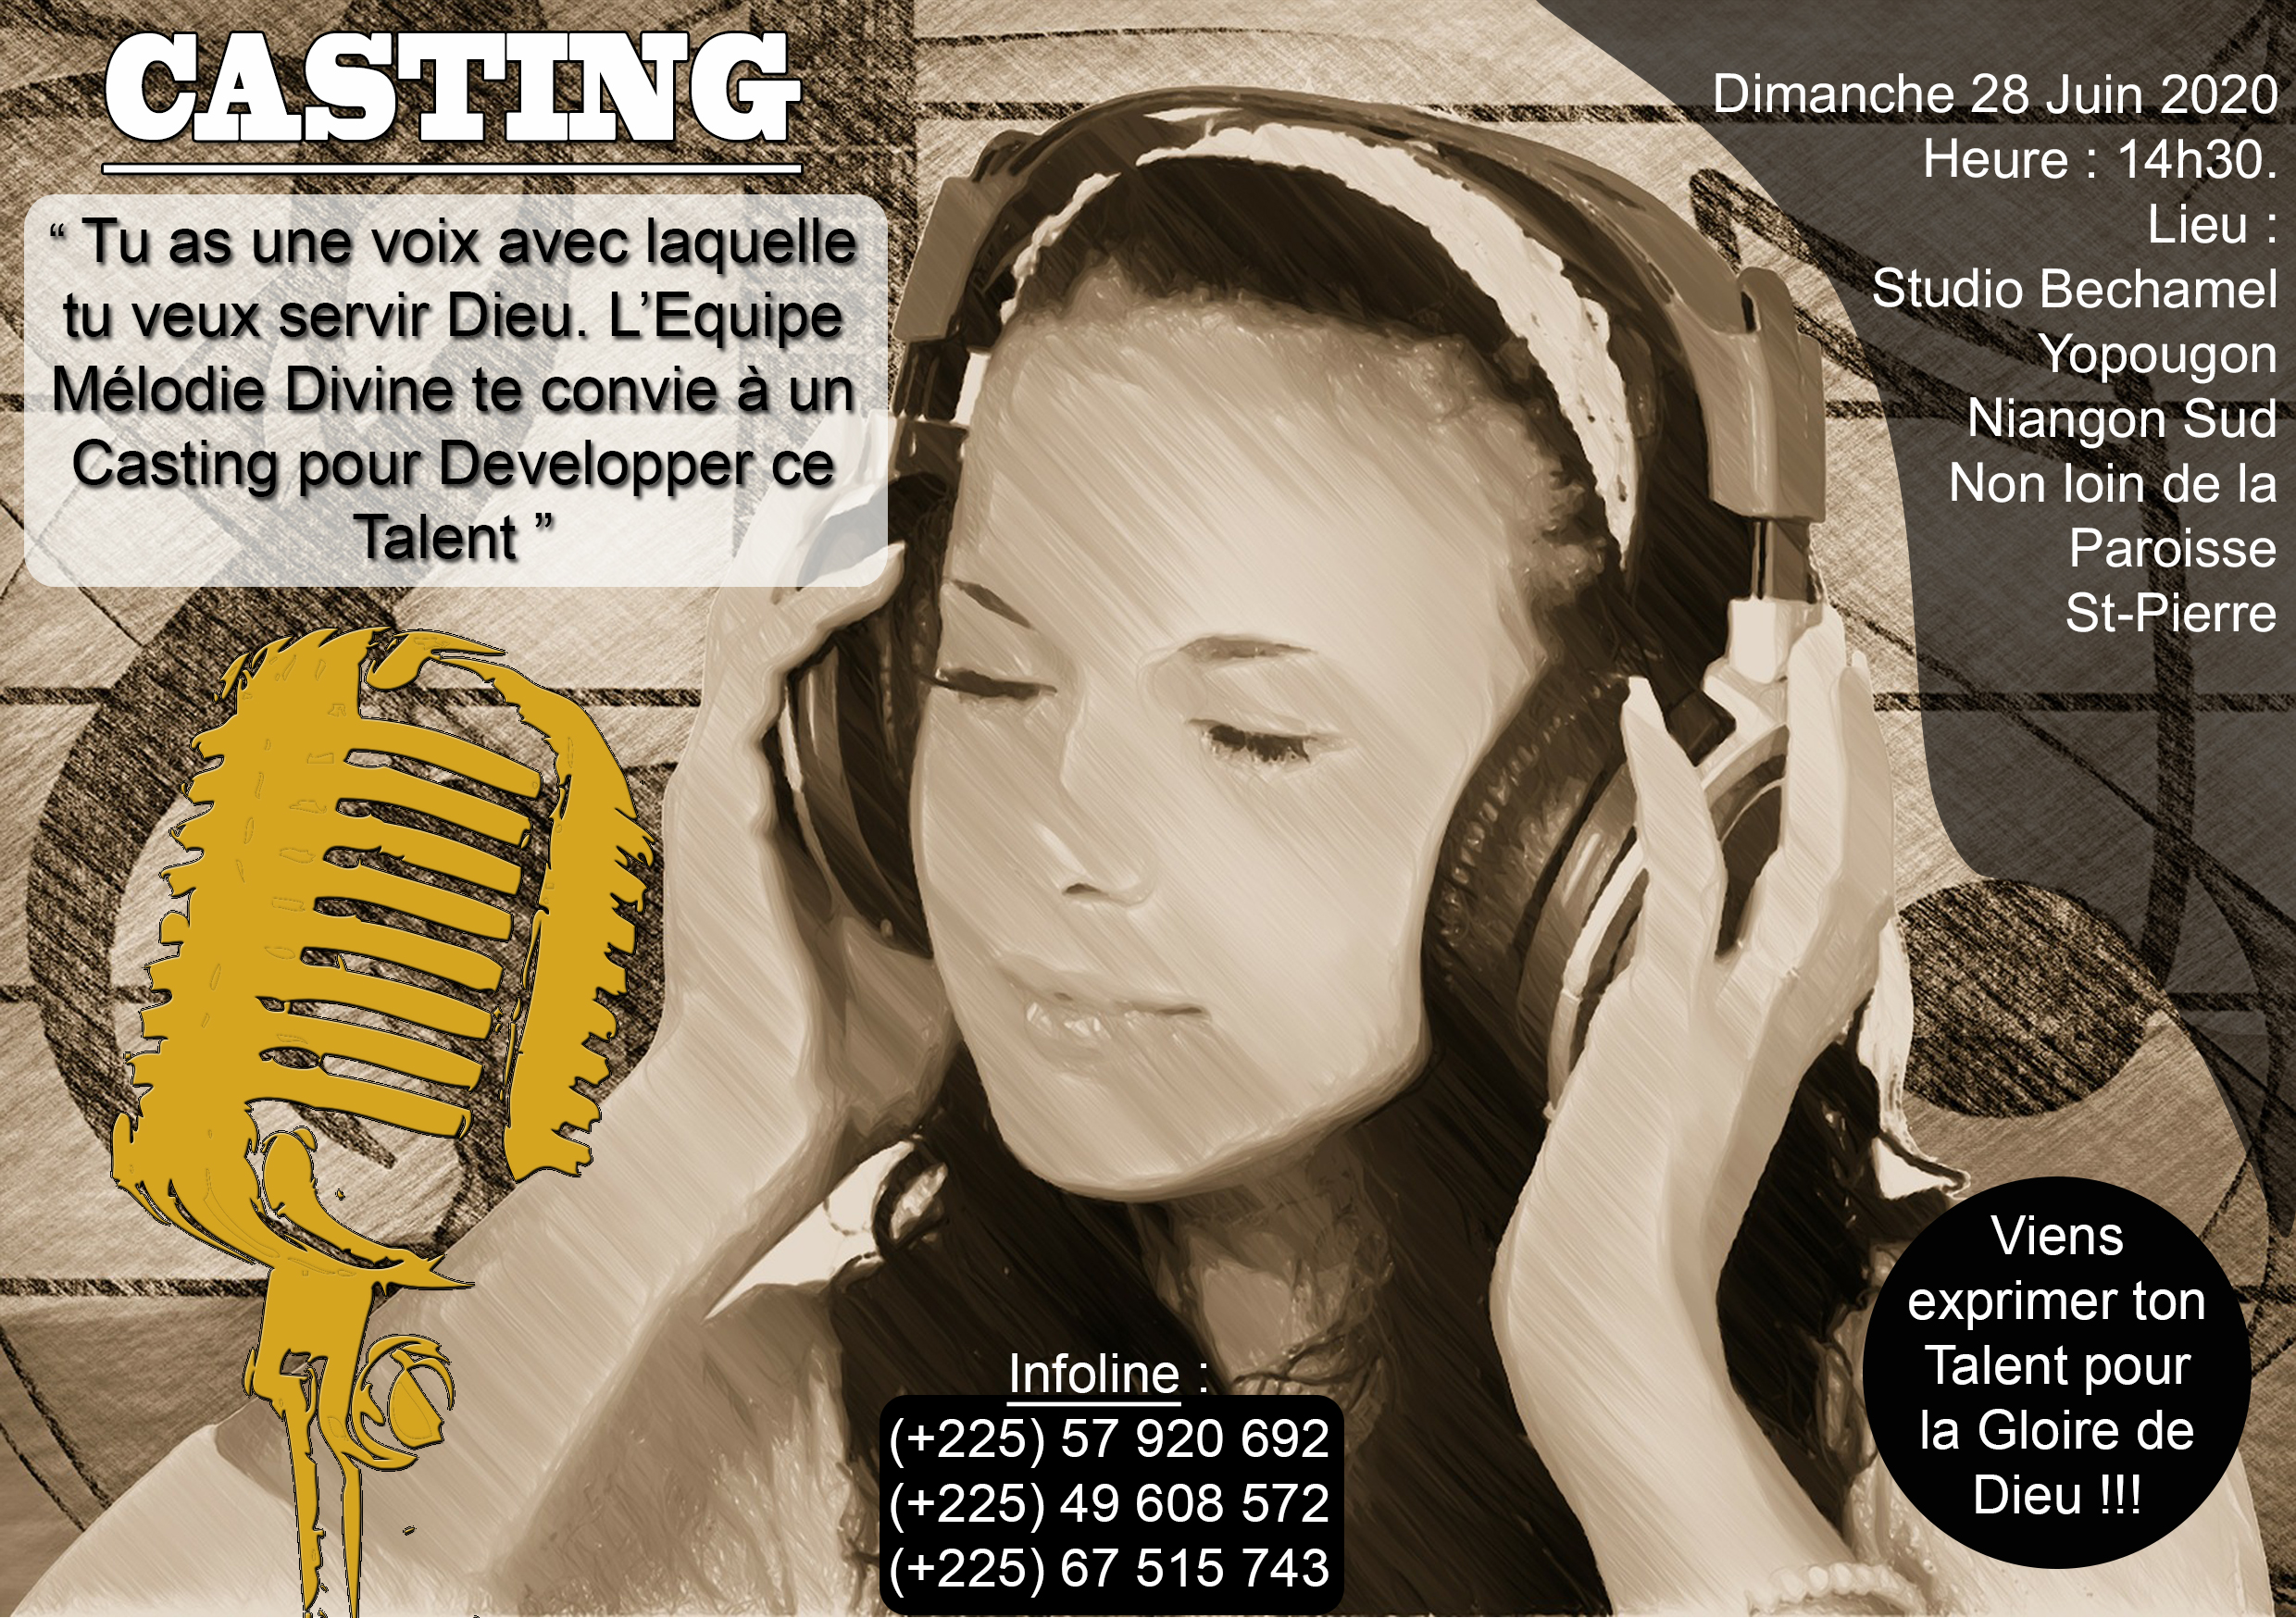 CASTING
“ Tu as une voix avec laquelle
tu veux servir Dieu. L’Equipe
Mélodie Divine te convie à un
Casting pour Developper ce
Talent ”
Dimanche 28 Juin 2020
Heure : 14h30.
Lieu :
Studio Bechamel
Yopougon
Niangon Sud
Non loin de la
Paroisse
St-Pierre
Infoline :
(+225) 57 920 692
(+225) 49 608 572
(+225) 67 515 743
Viens
exprimer ton
Talent pour
la Gloire de
Dieu !!!